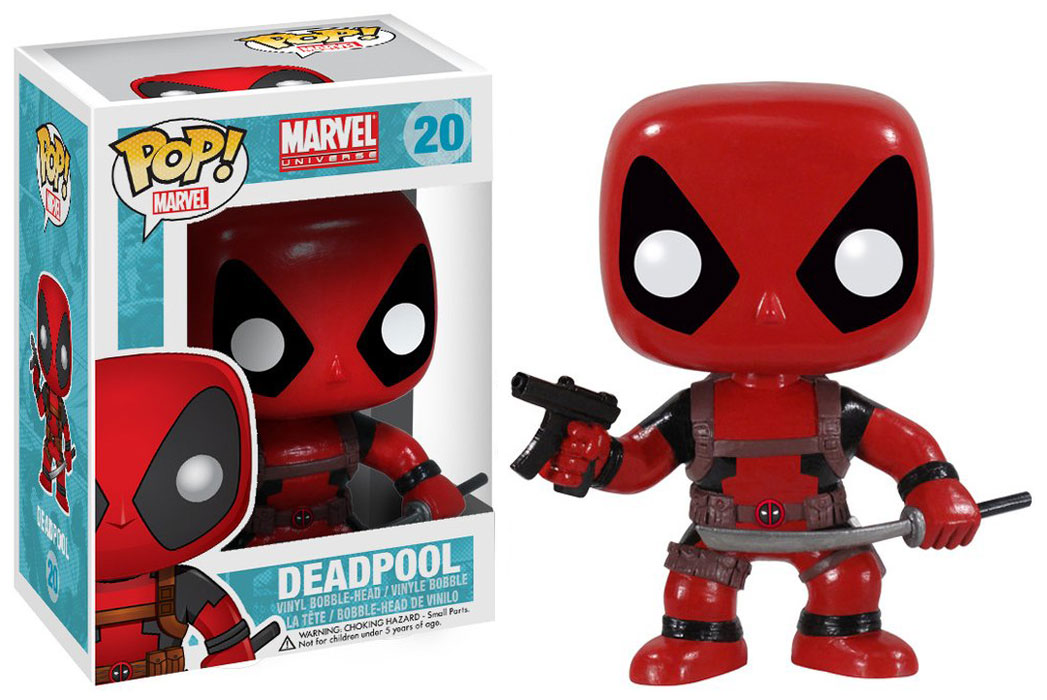 POP!
MARVEL
POP!
MARVEL
MARVEL
UNIVERSE
20
POP!
DEADPOOL
20
DEADPOOL
VINYL BOBBLE-HEAD / VINYLE BOBBLE
LA TÊTE / BOBBLE-HEAD DE VINILO
WARNING: CHOKING HAZARD - Small Parts.
Not for children under 5 years of age.